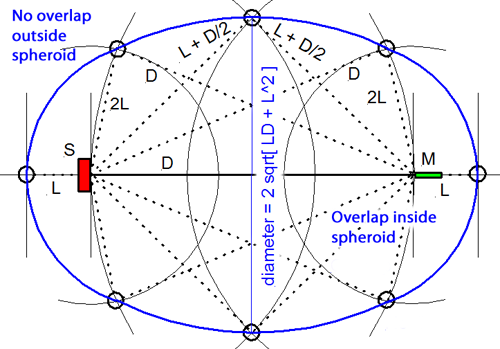 No overlap
outside
spheroid
L + D/2
L + D/2
D
D
2L
2L
S
D
M
L
L
diameter = 2 sqrt[ LD + L^2 ]
Overlap inside
spheroid